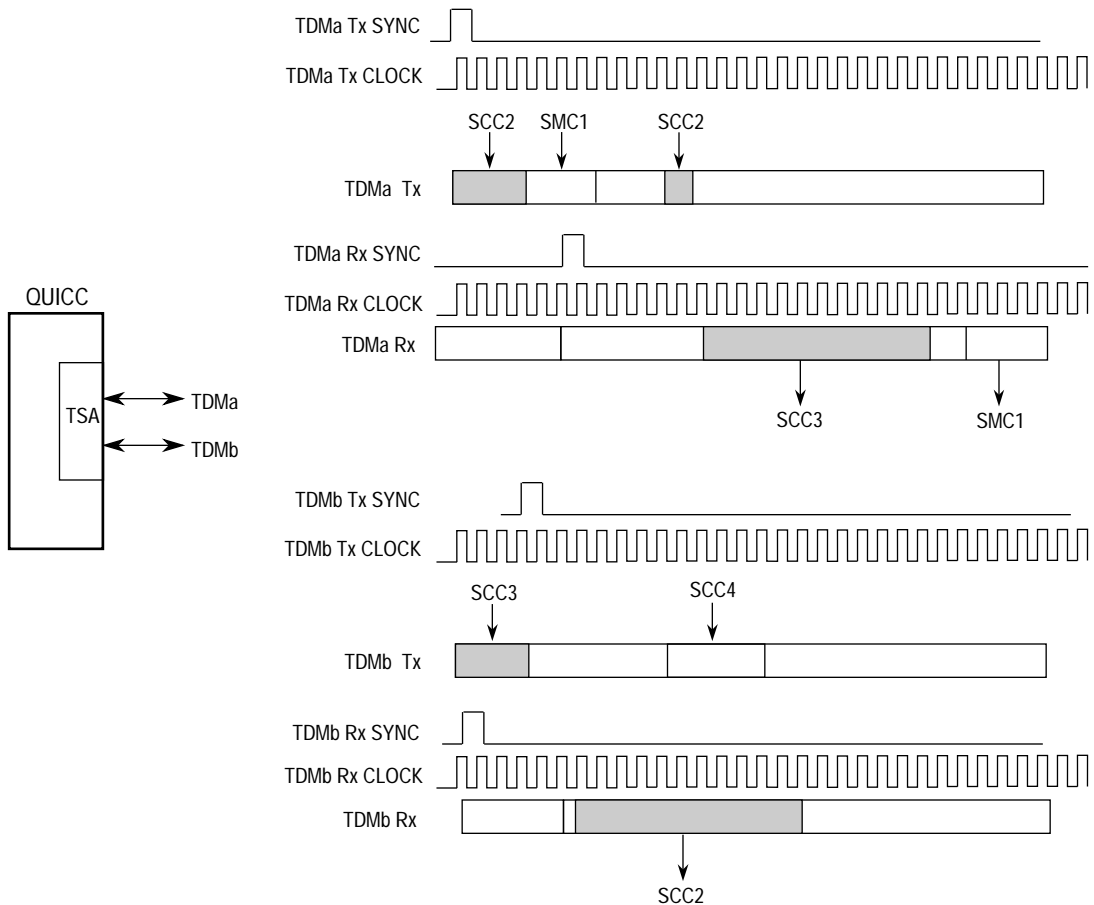 TDMa Tx SYNC
TDMa Tx CLOCK
SCC2 SMC1 SCC2
TDMa Tx
TDMa Rx SYNC
TDMa Rx CLOCK
TDMa Rx
SCC3 SMC1
QUICC
TSA
TDMa
TDMb
TDMb Tx SYNC
TDMb Tx CLOCK
SCC3 SCC4
TDMb Tx
TDMb Rx SYNC
TDMb Rx CLOCK
TDMb Rx
SCC2